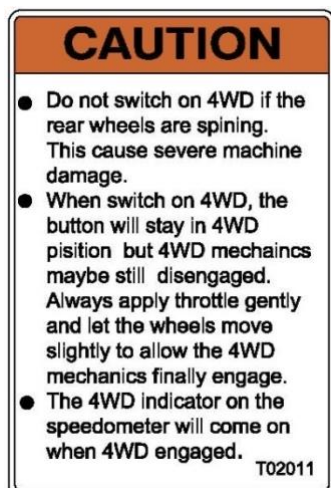 CAUTION
● Do not switch on 4WD if the
rear wheels are spining.
This cause severe machine
damage.
● When switch on 4WD, the
button will stay in 4WD
pisition but 4WD mechaincs
maybe still disengaged.
Always apply throttle gently
and let the wheels move
slightly to allow the 4WD
mechanics finally engage.
● The 4WD indicator on the
speedometer will come on
when 4WD engaged.
T02011